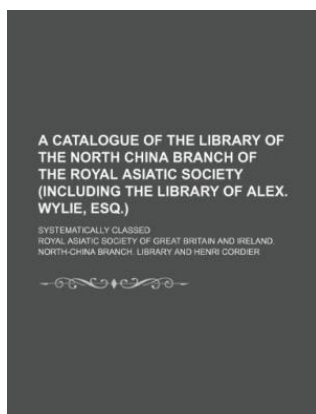 A CATALOGUE OF THE LIBRARY OF
THE NORTH CHINA BRANCH OF
THE ROYAL ASIATIC SOCIETY
(INCLUDING THE LIBRARY OF ALEX.
WYLIE, ESQ.)
SYSTEMATICALLY CLASSED
ROYAL ASIATIC SOCIETY OF GREAT BRITAIN AND IRELAND.
NORTH-CHINA BRANCH. LIBRARY AND HENRI CORDIER